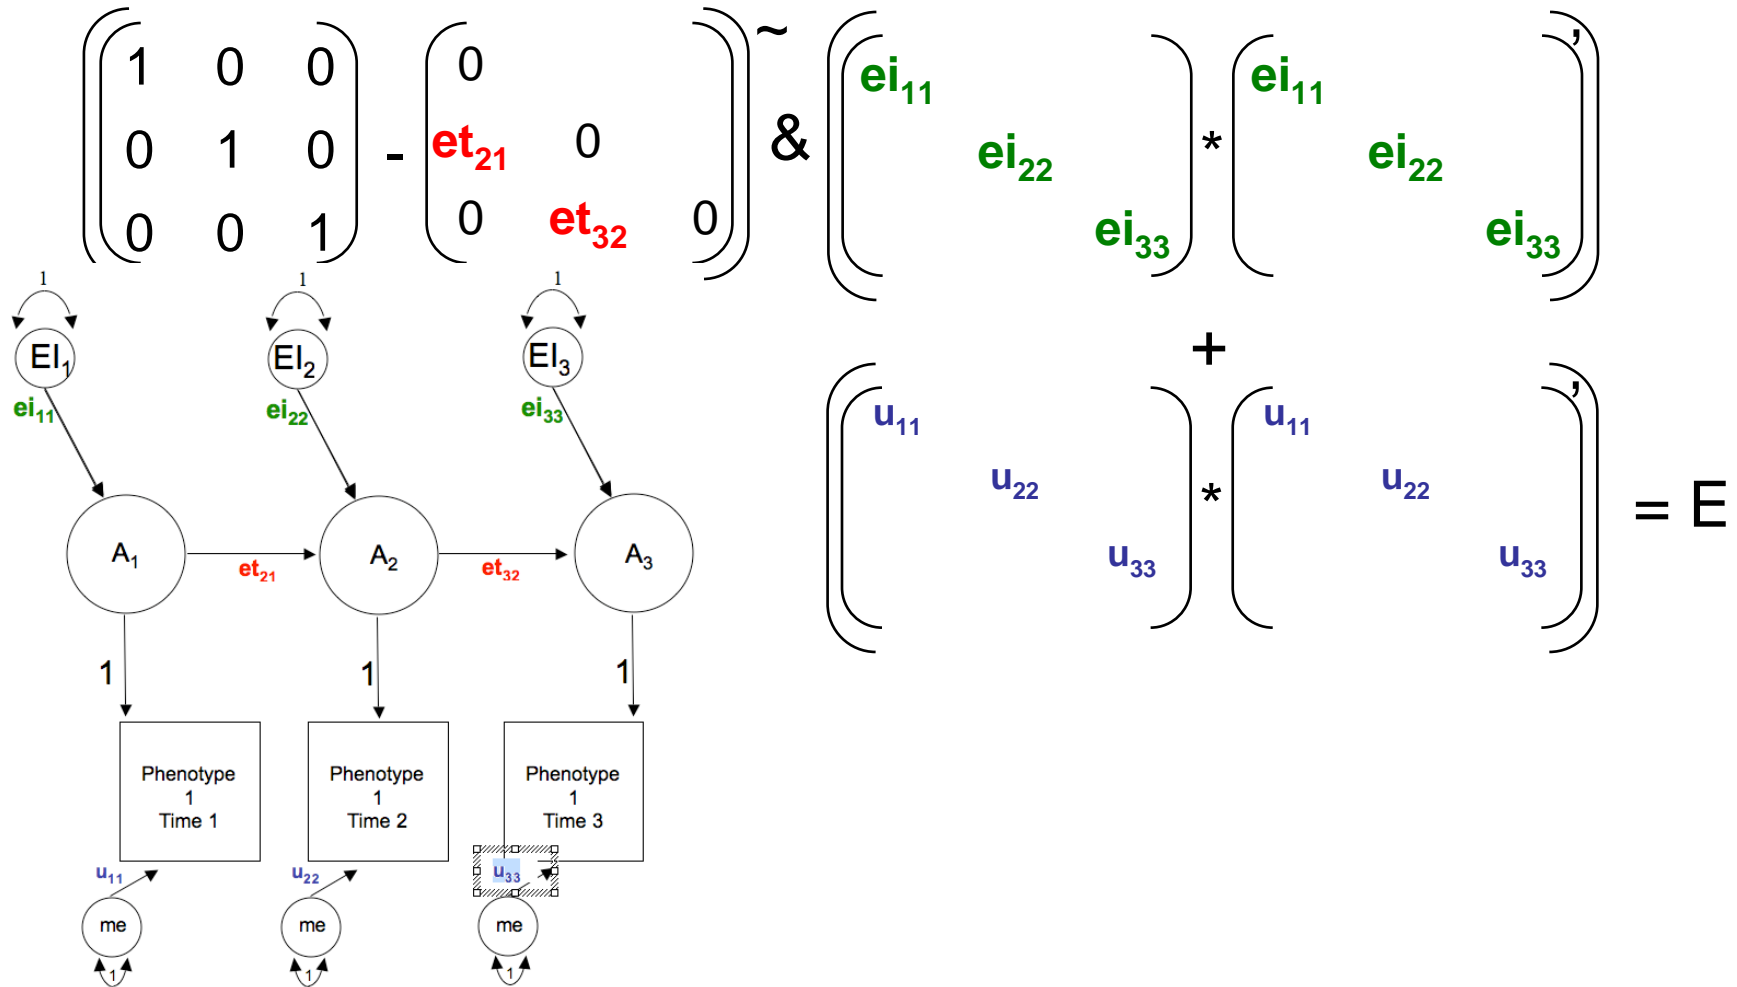 1 0 0 0 ~ ei11 ei11 '
0 1 0 - et21 0 & ei22 * ei22
0 0 1 0 et32 0 ei33 ei33
1 1 1
EI1 EI2 EI3 +
ei11 ei22 ei33
u11 u11 '
u22 * u22 = E
u33 u33
A1 A2 A3
et21 et32
1 1 1
Phenotype Phenotype Phenotype
1 1 1
Time 1 Time 2 Time 3
u11 u22 u33
me me me
1 1 1